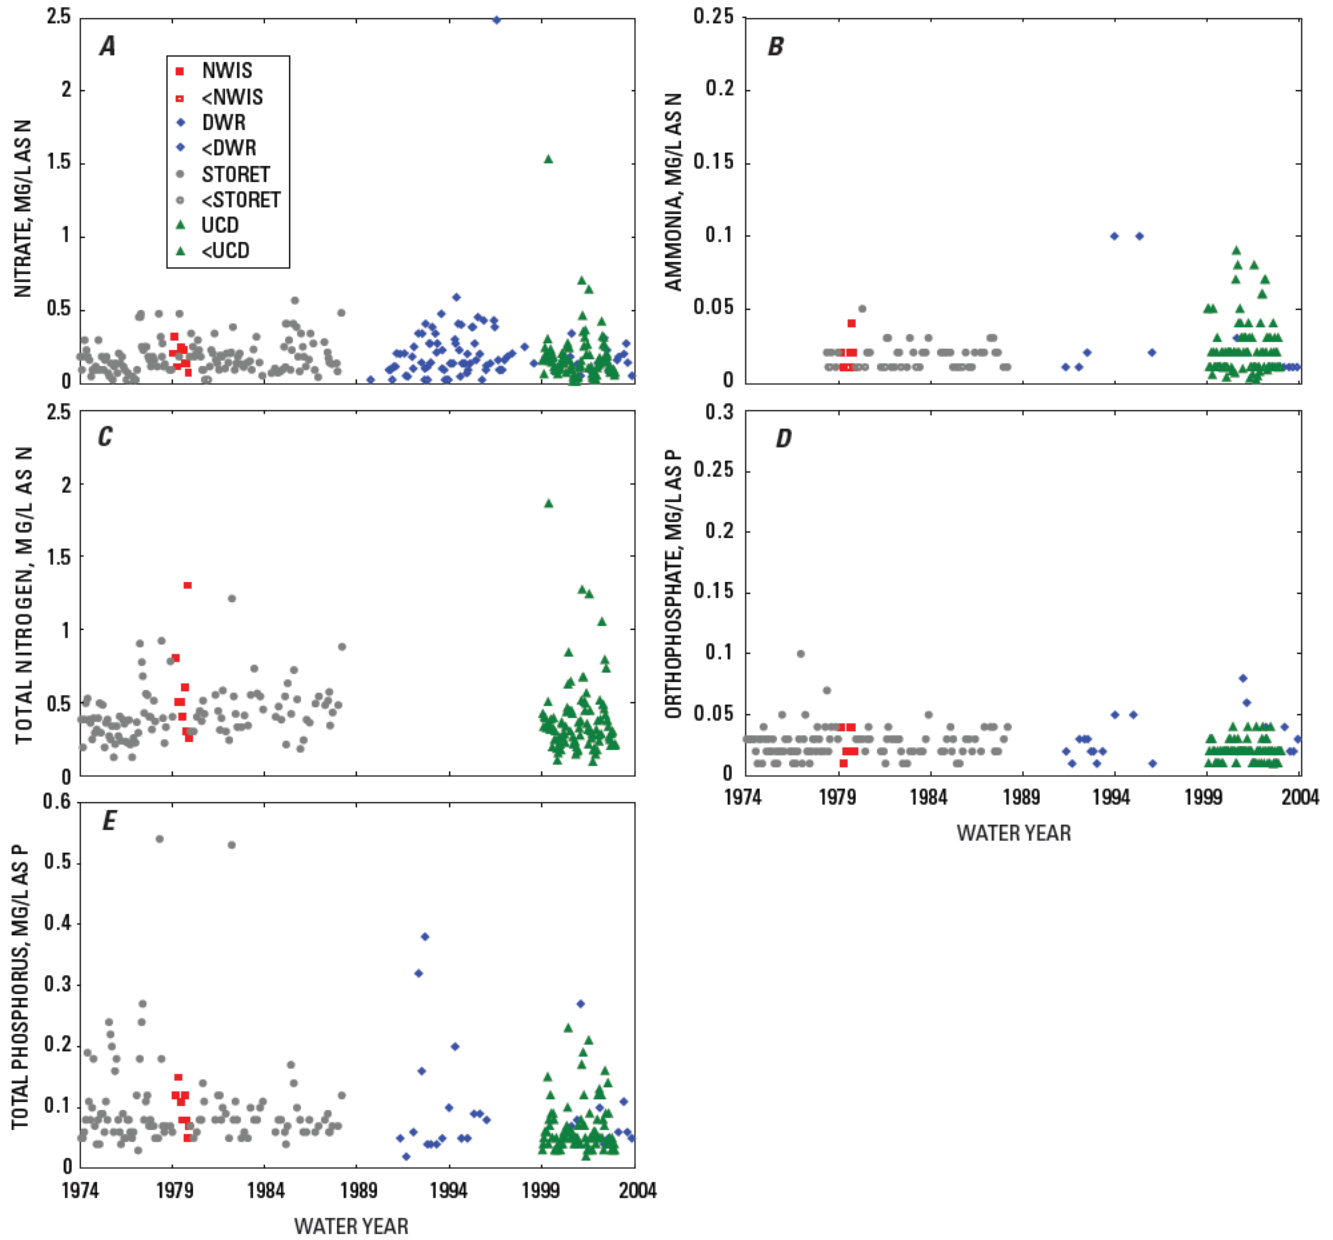 A
2.5
2
1.5
1
0.5
0
NITRATE, MG/L AS N
NWIS
<NWIS
DWR
<DWR
STORET
<STORET
UCD
<UCD
B
0.25
0.2
0.15
0.1
0.05
0
AMMONIA, MG/L AS N
C
2.5
2
1.5
1
0.5
0
TOTAL NITROGEN, MG/L AS N
D
0.3
0.25
0.2
0.15
0.1
0.05
0
ORTHOPHOSPHATE, MG/L AS P
1974 1979 1984 1989 1994 1999 2004
WATER YEAR
E
0.6
0.5
0.4
0.3
0.2
0.1
0
TOTAL PHOSPHORUS, MG/L AS P
1974 1979 1984 1989 1994 1999 2004
WATER YEAR